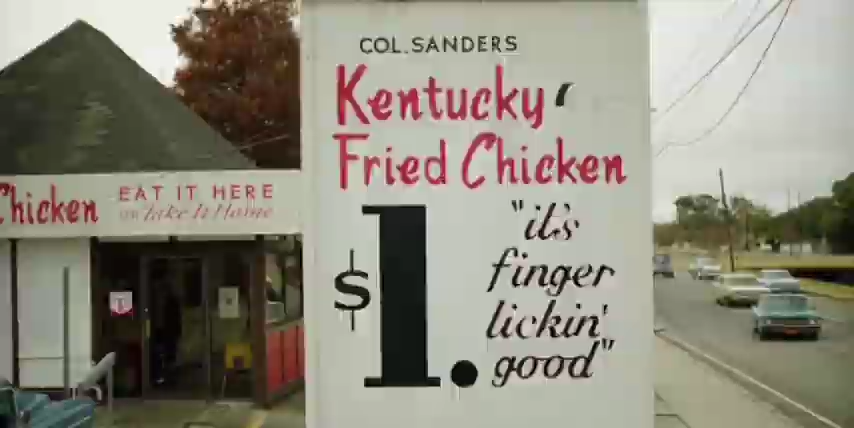 COL. SANDERS
Kentucky
Fried Chicken
$1.
"it's
finger
lickin'
good"
Chicken
EAT IT HERE
or Take It Home